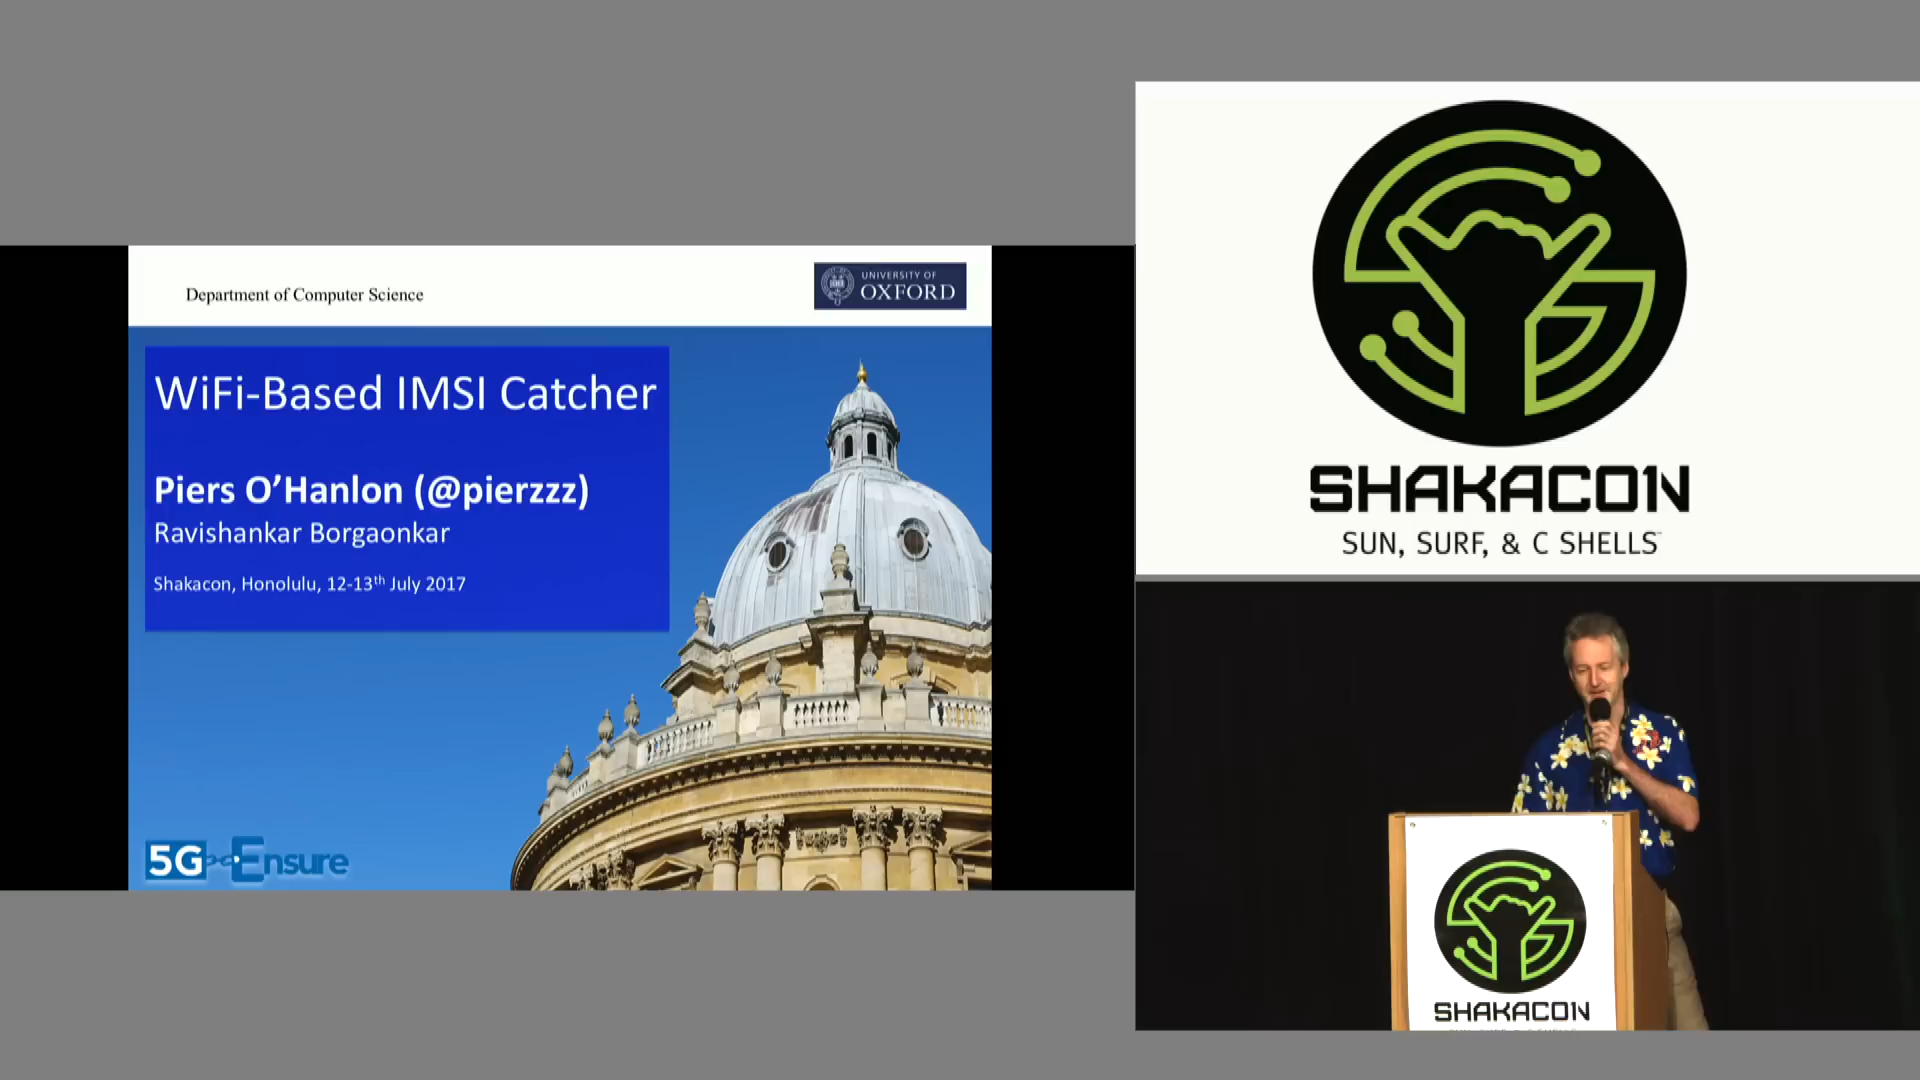 Department of Computer Science
UNIVERSITY OF
OXFORD
WiFi-Based IMSI Catcher
Piers O'Hanlon (@pierzzz)
Ravishankar Borgaonkar
Shakacon, Honolulu, 12-13th July 2017
5G Ensure
SHAKACON
SUN, SURF, & C SHELLS
SHAKACON